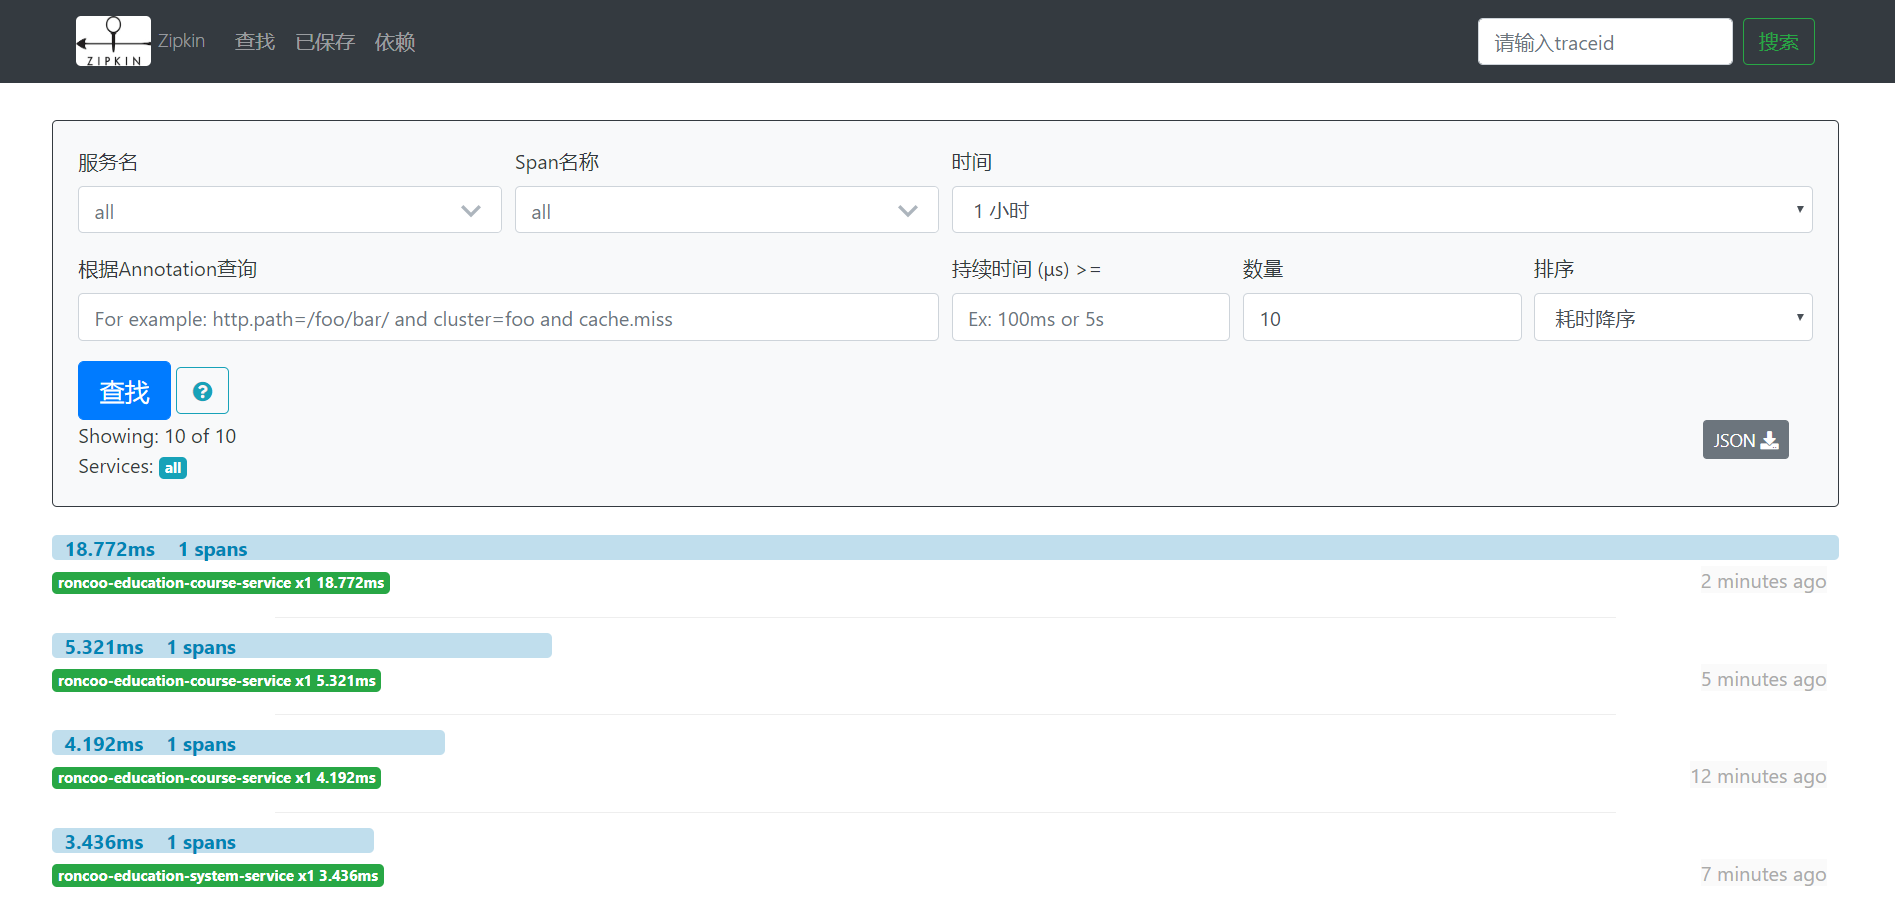 ZIPKIN
Zipkin 查找 已保存 依赖 请输入traceid 搜索
服务名 Span名称 时间
all all 1 小时
根据Annotation查询 持续时间 (μs) >= 数量 排序
For example: http.path=/foo/bar/ and cluster=foo and cache.miss Ex: 100ms or 5s 10 耗时降序
查找
Showing: 10 of 10
Services: all
JSON
18.772ms 1 spans
roncoo-education-course-service x1 18.772ms 2 minutes ago
5.321ms 1 spans
roncoo-education-course-service x1 5.321ms 5 minutes ago
4.192ms 1 spans
roncoo-education-course-service x1 4.192ms 12 minutes ago
3.436ms 1 spans
roncoo-education-system-service x1 3.436ms 7 minutes ago